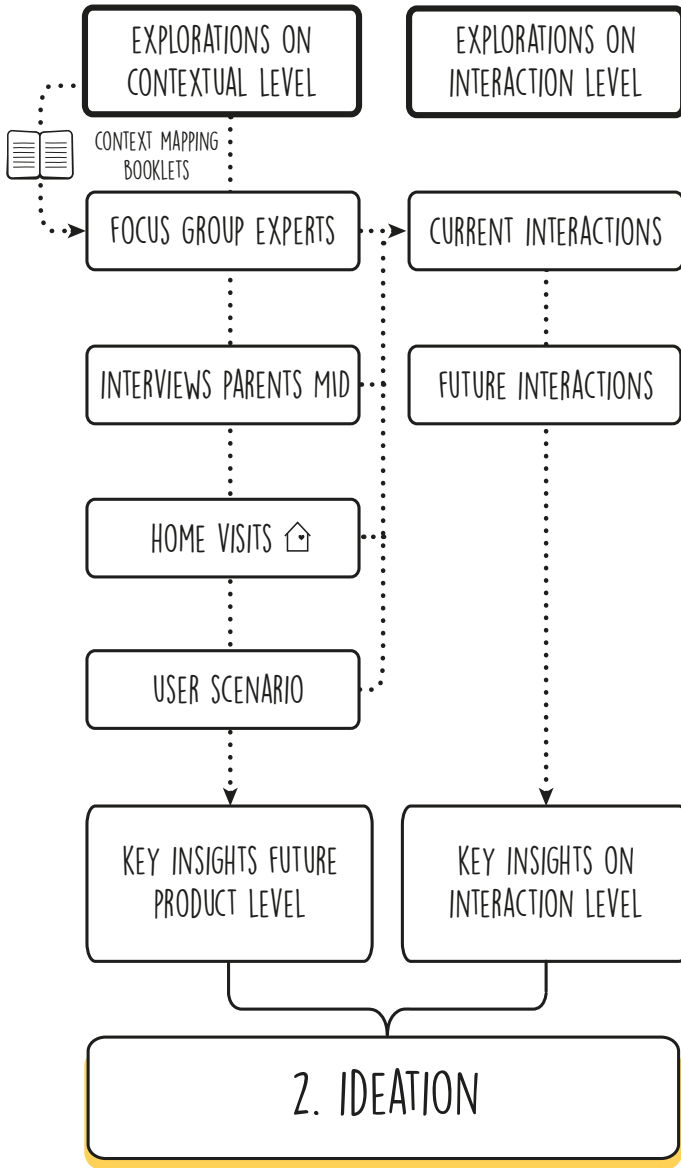 EXPLORATIONS ON
CONTEXTUAL LEVEL
EXPLORATIONS ON
INTERACTION LEVEL
CONTEXT MAPPING
BOOKLETS
FOCUS GROUP EXPERTS
CURRENT INTERACTIONS
INTERVIEWS PARENTS MID
FUTURE INTERACTIONS
HOME VISITS
USER SCENARIO
KEY INSIGHTS FUTURE
PRODUCT LEVEL
KEY INSIGHTS ON
INTERACTION LEVEL
2. IDEATION